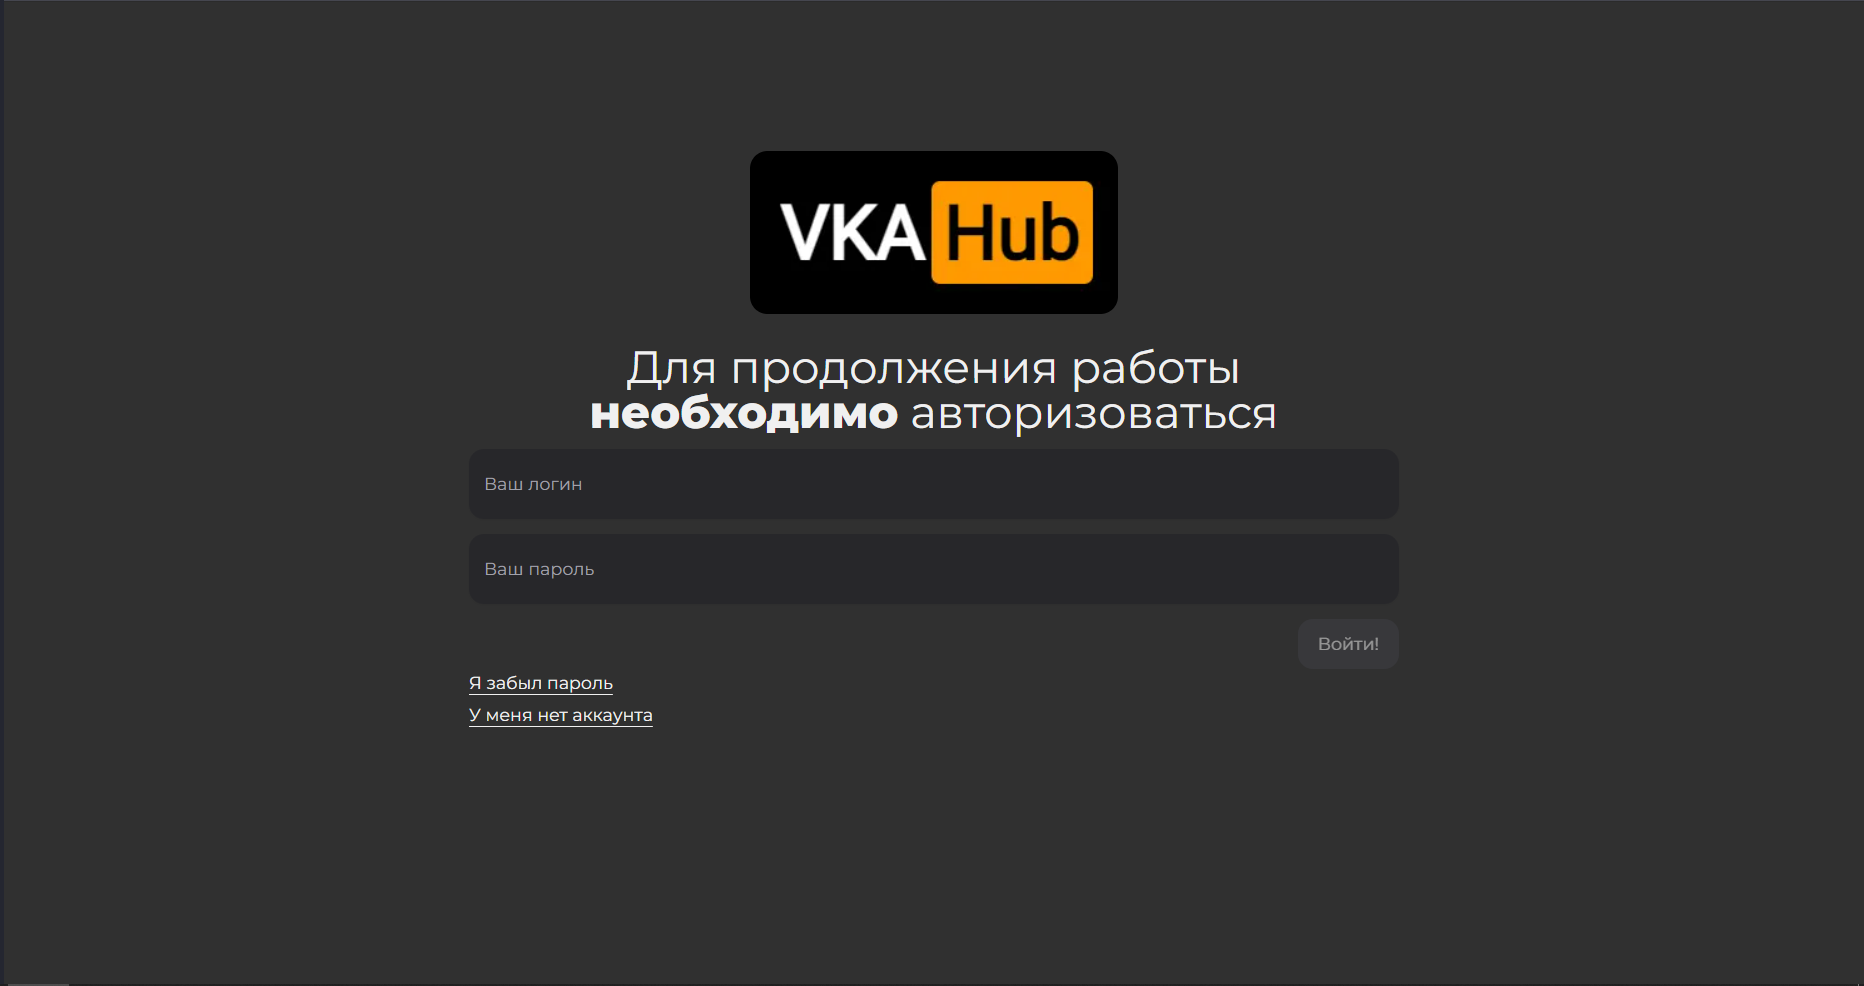 VKA Hub
Для продолжения работы
необходимо авторизоваться
Ваш логин
Ваш пароль
Войти!
Я забыл пароль
У меня нет аккаунта